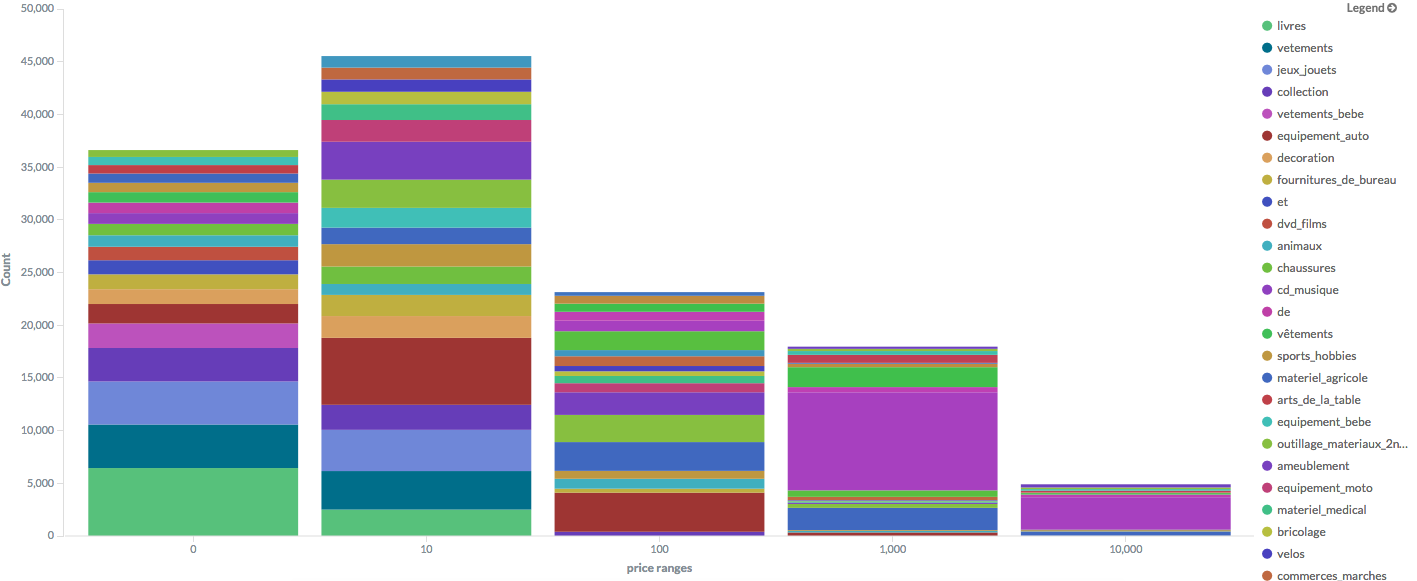 50,000
45,000
40,000
35,000
30,000
25,000
20,000
15,000
10,000
5,000
0
Count
0 10 100 1,000 10,000
price ranges
Legend
livres
vetements
jeux_jouets
collection
vetements_bebe
equipement_auto
decoration
fournitures_de_bureau
et
dvd_films
animaux
chaussures
cd_musique
de
vêtements
sports_hobbies
materiel_agricole
arts_de_la_table
equipement_bebe
outillage_materiaux_2n...
ameublement
equipement_moto
materiel_medical
bricolage
velos
commerces_marches